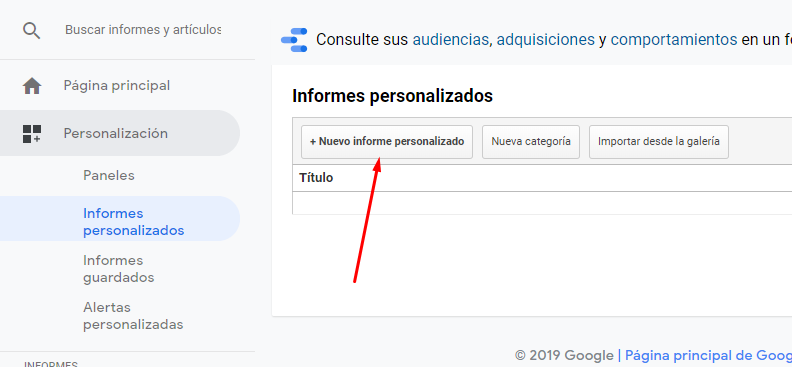 Buscar informes y artículos
Página principal
Personalización
Paneles
Informes
personalizados
Informes
guardados
Alertas
personalizadas
INFORMES
Consulte sus audiencias, adquisiciones y comportamientos en un
Informes personalizados
+ Nuevo informe personalizado
Nueva categoría
Importar desde la galería
Título
© 2019 Google | Página principal de Goog